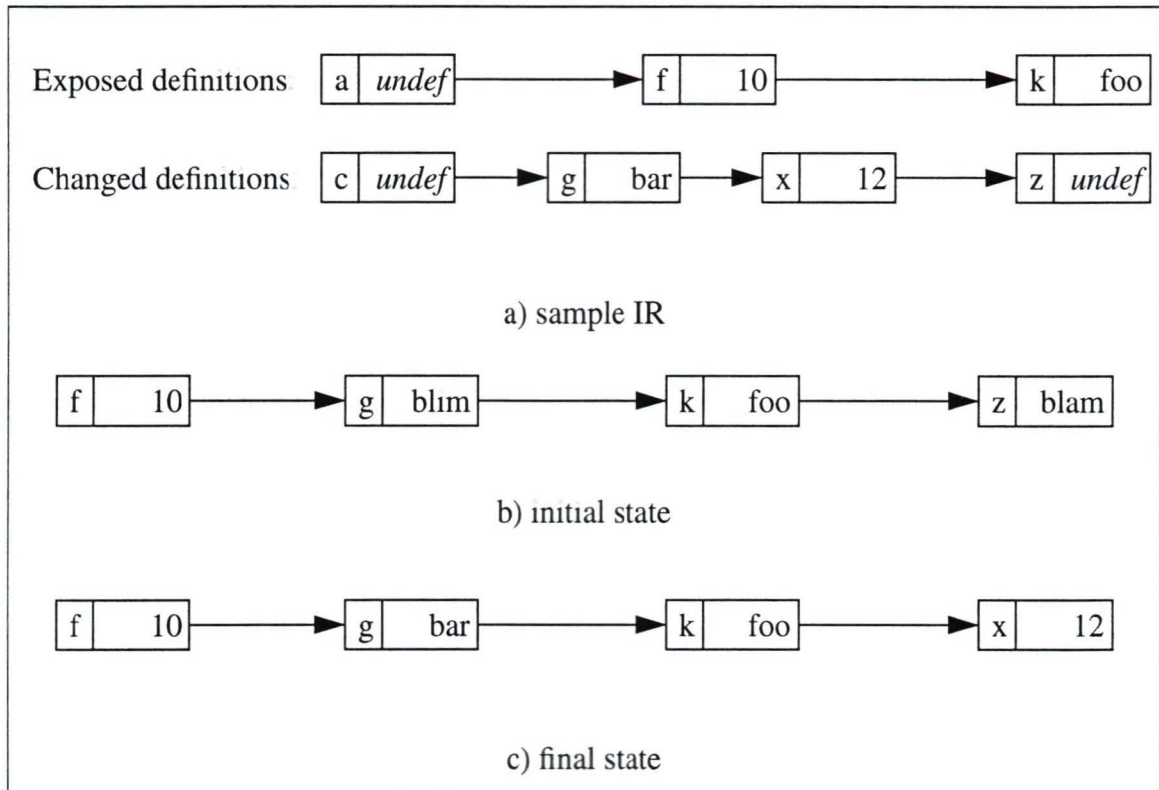 Exposed definitions a undef f 10 k foo
Changed definitions c undef g bar x 12 z undef
a) sample IR
f 10 g blim k foo z blam
b) initial state
f 10 g bar k foo x 12
c) final state